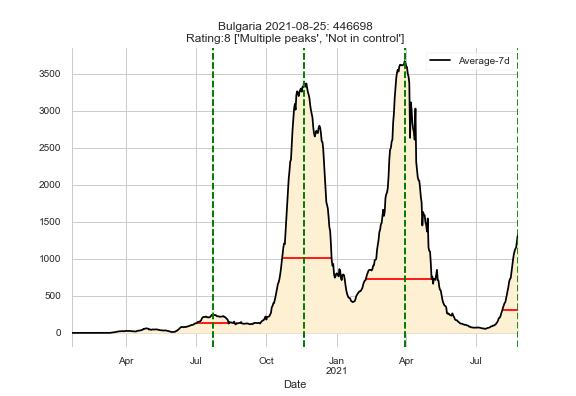 Bulgaria 2021-08-25: 446698
Rating:8 ['Multiple peaks', 'Not in control']
Average-7d
3500
3000
2500
2000
1500
1000
500
0
Apr Jul Oct Jan Apr Jul
2021
Date